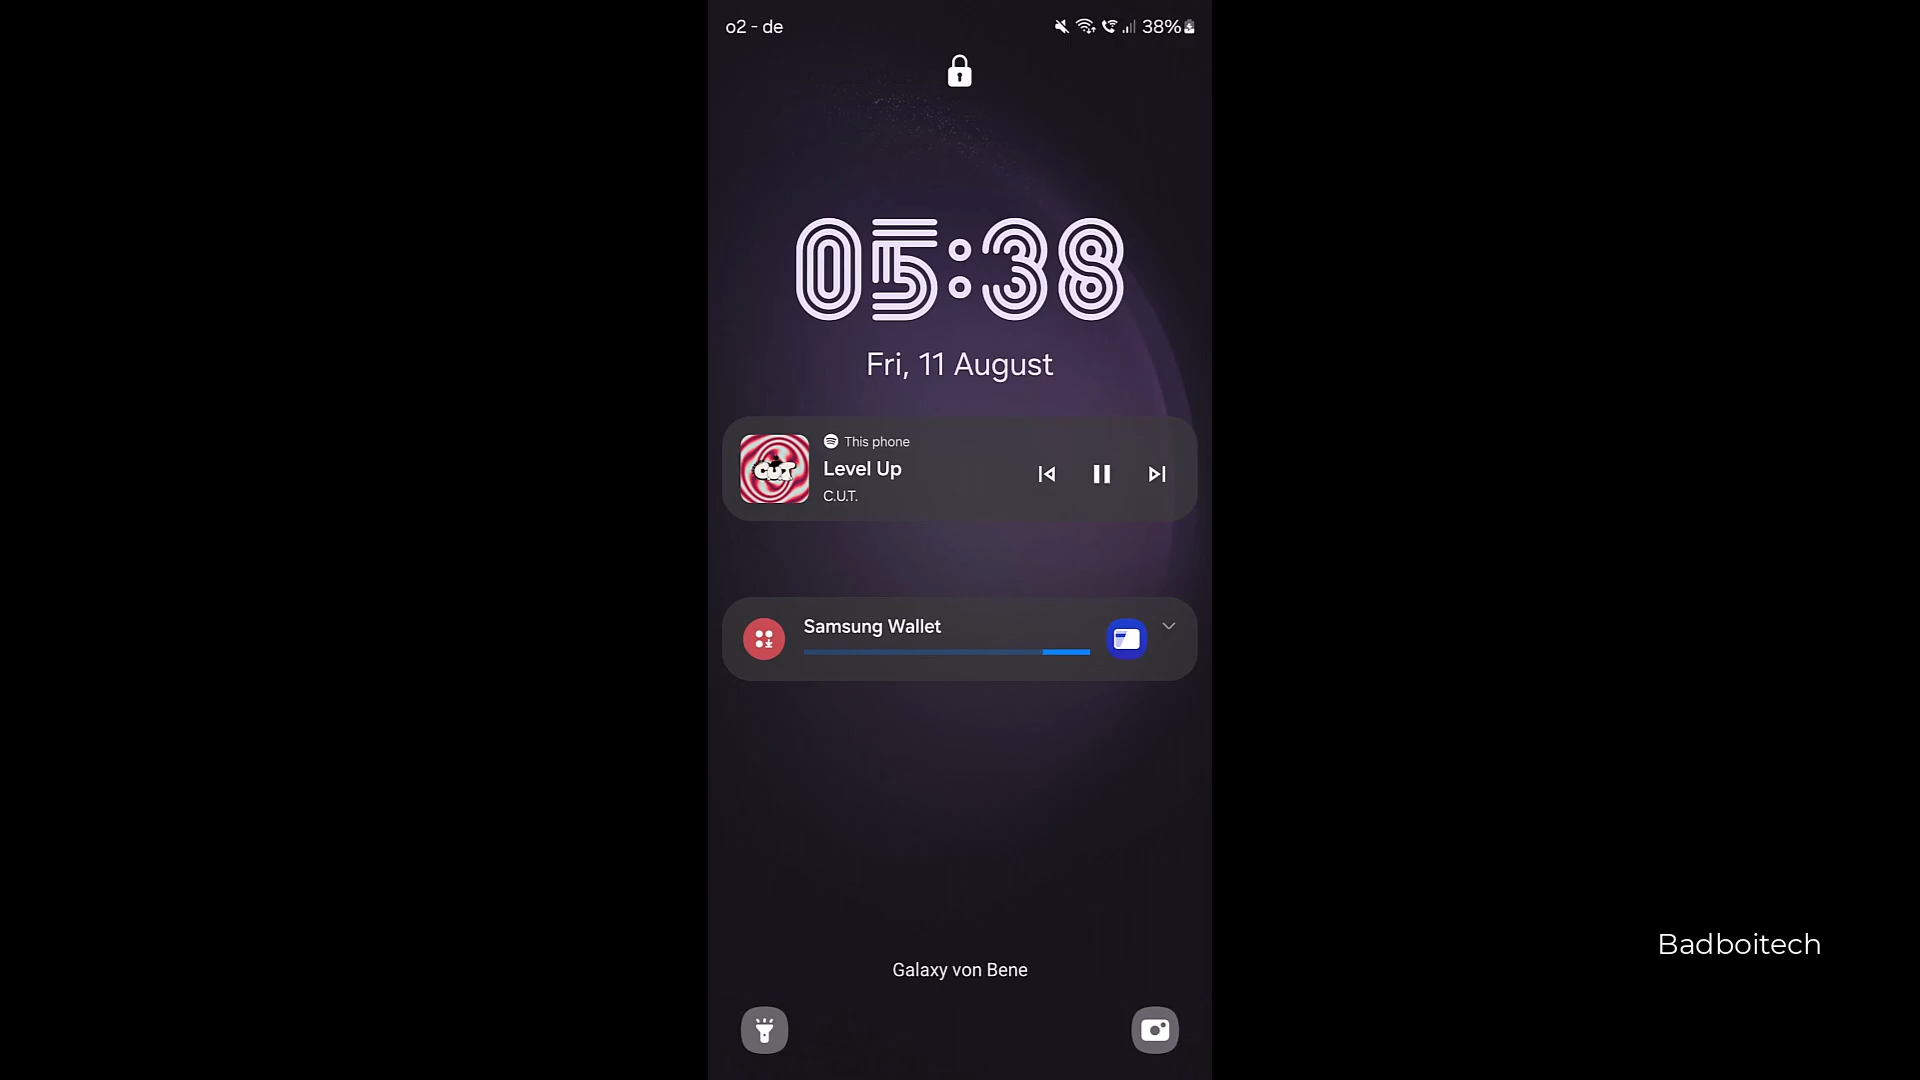 o2 - de
38%
05:38
Fri, 11 August
This phone
Level Up
C.U.T.
C.U.T
Samsung Wallet
Galaxy von Bene
Badboitech